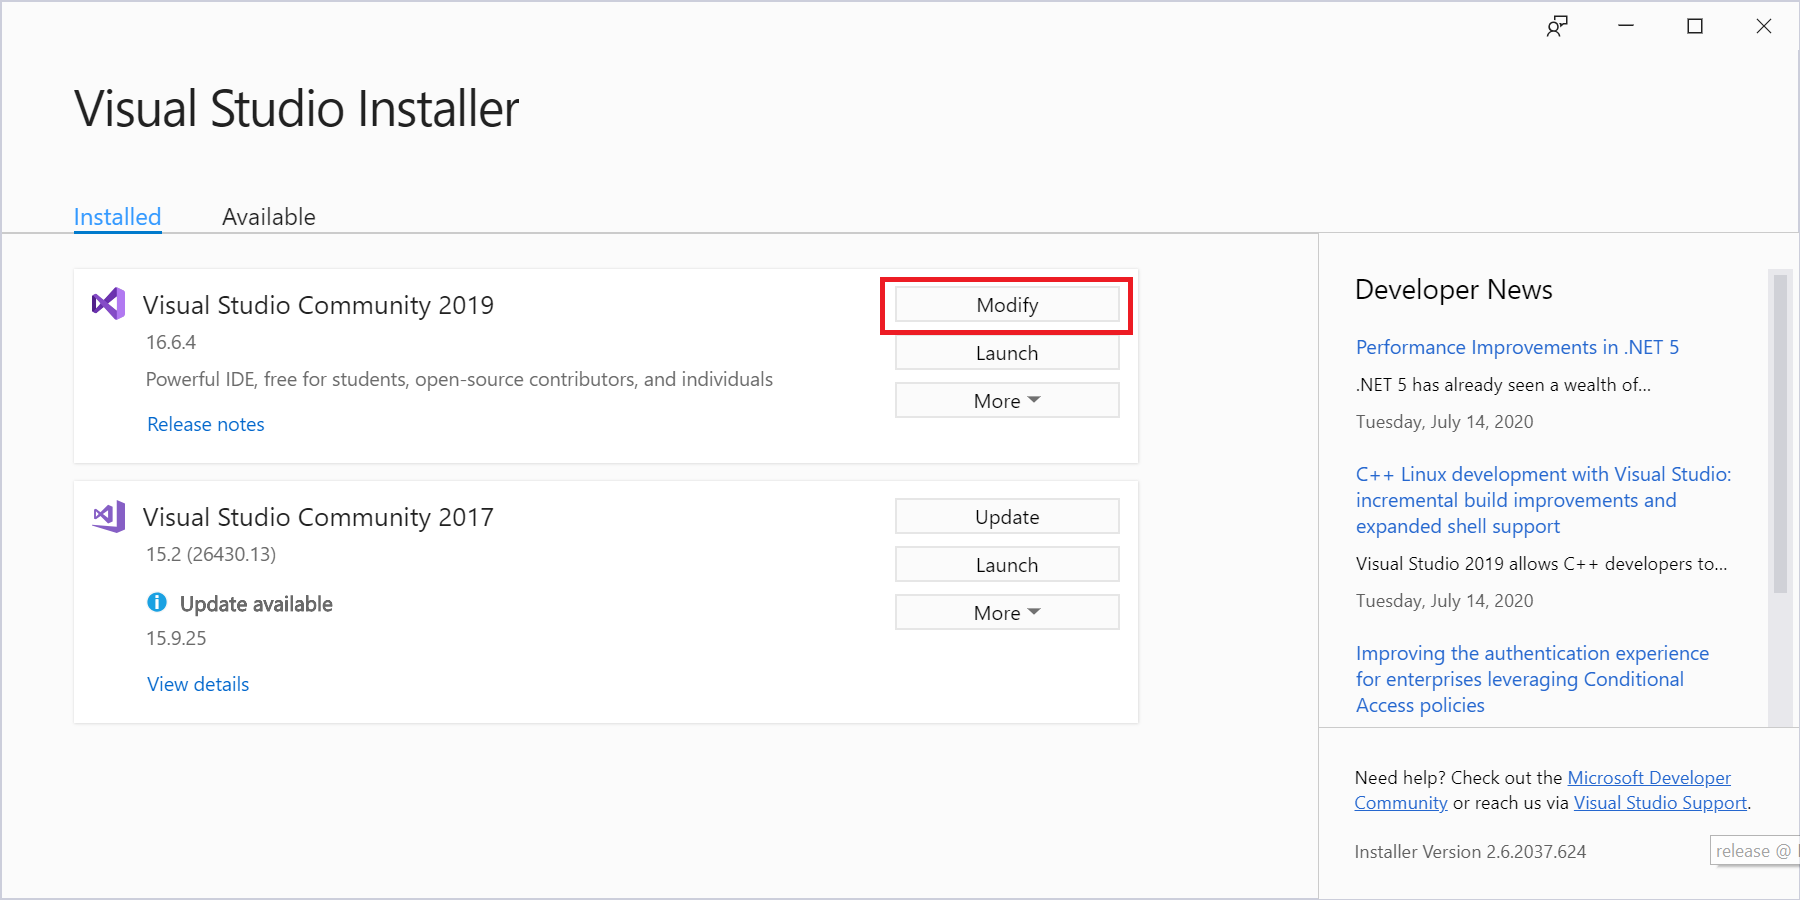 Visual Studio Installer
Installed
Available
Visual Studio Community 2019
16.6.4
Powerful IDE, free for students, open-source contributors, and individuals
Release notes
Modify
Launch
More
Visual Studio Community 2017
15.2 (26430.13)
Update available
15.9.25
View details
Update
Launch
More
Developer News
Performance Improvements in .NET 5
.NET 5 has already seen a wealth of...
Tuesday, July 14, 2020
C++ Linux development with Visual Studio:
incremental build improvements and
expanded shell support
Visual Studio 2019 allows C++ developers to...
Tuesday, July 14, 2020
Improving the authentication experience
for enterprises leveraging Conditional
Access policies
Need help? Check out the Microsoft Developer
Community or reach us via Visual Studio Support.
Installer Version 2.6.2037.624
release @